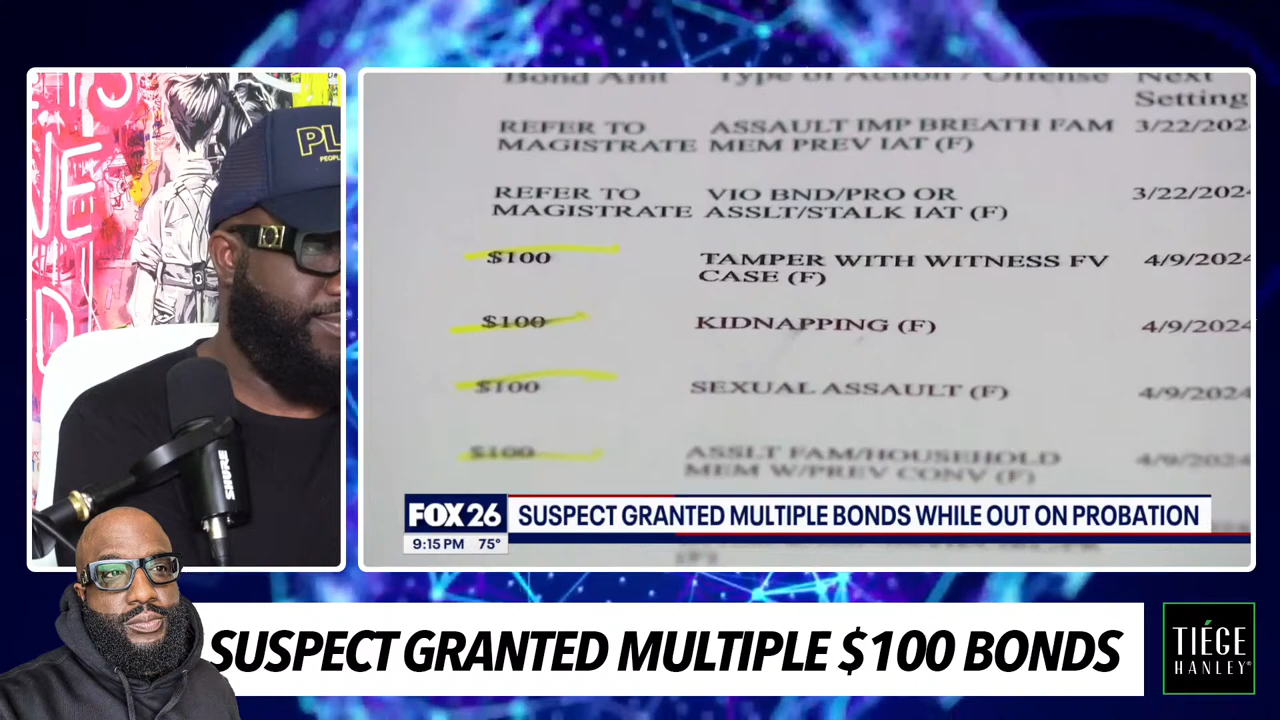 PL
PEOPL
SHURE
Bond Amt Type of Action / Offense Next
Setting
REFER TO ASSAULT IMP BREATH FAM 3/22/202
MAGISTRATE MEM PREV IAT (F)
REFER TO VIO BND/PRO OR 3/22/2024
MAGISTRATE ASSLT/STALK IAT (F)
$100 TAMPER WITH WITNESS FV 4/9/2024
CASE (F)
$100 KIDNAPPING (F) 4/9/2024
$100 SEXUAL ASSAULT (F) 4/9/2024
$100 ASSLT FAM/HOUSEHOLD 4/9/2024
MEM W/PREV CONV (F)
FOX 26 SUSPECT GRANTED MULTIPLE BONDS WHILE OUT ON PROBATION
9:15 PM 75°
SUSPECT GRANTED MULTIPLE $100 BONDS
TIÉGE
HANLEY®